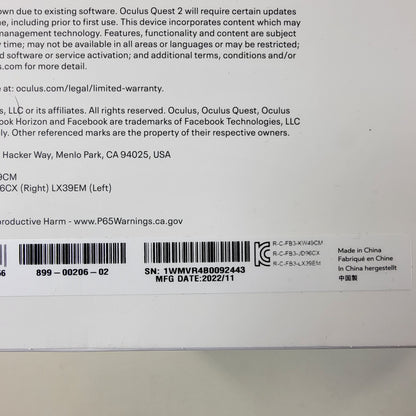 own due to existing software. Oculus Quest 2 will require certain updates
e, including prior to first use. This device incorporates content which may
management technology. Features, functionality and content are subject
y time; may not be available in all areas or languages or may be restricted;
d software or service activation; and additional terms, conditions and/or
s.com for more detail.
e at: oculus.com/legal/limited-warranty.
s, LLC or its affiliates. All rights reserved. Oculus, Oculus Quest, Oculus
ook Horizon and Facebook are trademarks of Facebook Technologies, LLC
ly. Other referenced marks are the property of their respective owners.
Hacker Way, Menlo Park, CA 94025, USA
9CM
6CX (Right) LX39EM (Left)
productive Harm - www.P65Warnings.ca.gov
56
899-00206-02
SN: 1WMVR4B0092443
MFG DATE:2022/11
R-C-FB3-KW49CM
R-C-FB3-JD96CX
R-C-FB3-LX39EM
Made in China
Fabriqué en Chine
In China hergestellt
中国製